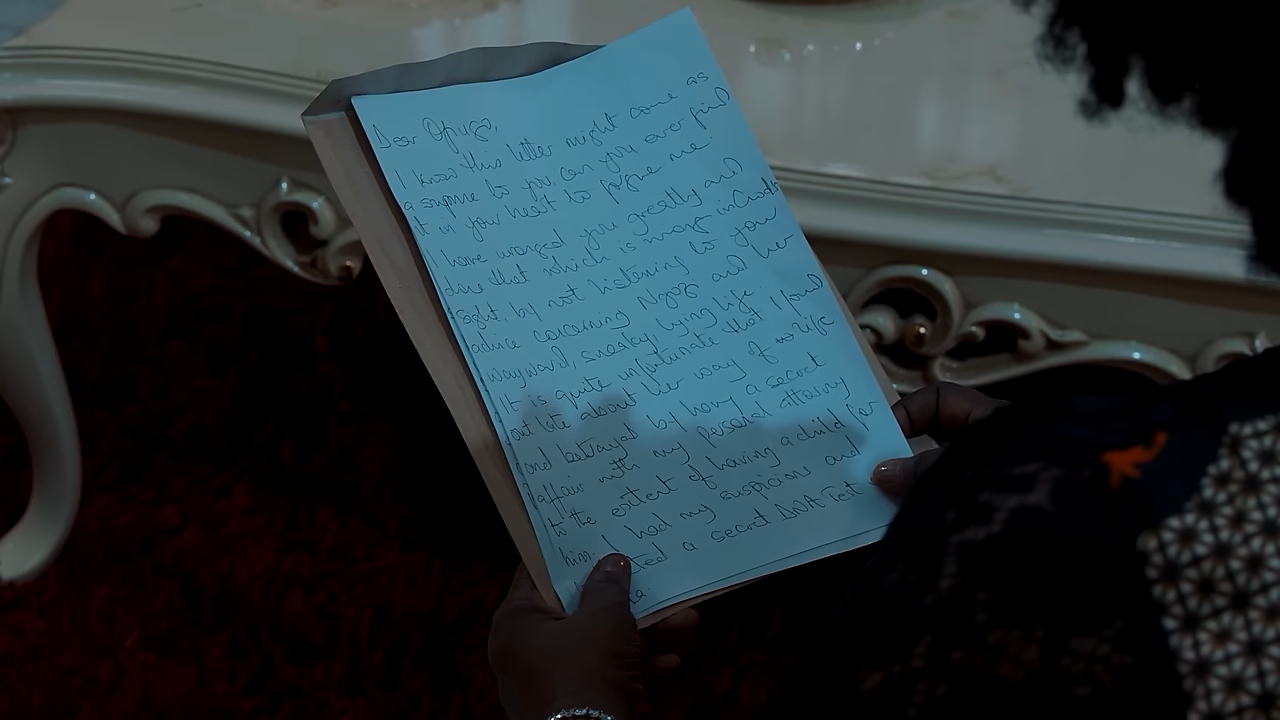 Dear Ofiugo,
I know this letter might come as
a suprise to you, can you ever find
it in your heart to forgive me
I have wronged you greatly and
done that which is wrong in God's
sight. by not listening to your
advice concerning Ngozi and her
wayward, sneaky lying life.
It is quite unfortunate that I found
out late about her way of life
and betrayal by having a secret
affair with my personal attorney
to the extent of having a child for
him. I had my suspicions and
a secret DNA Test